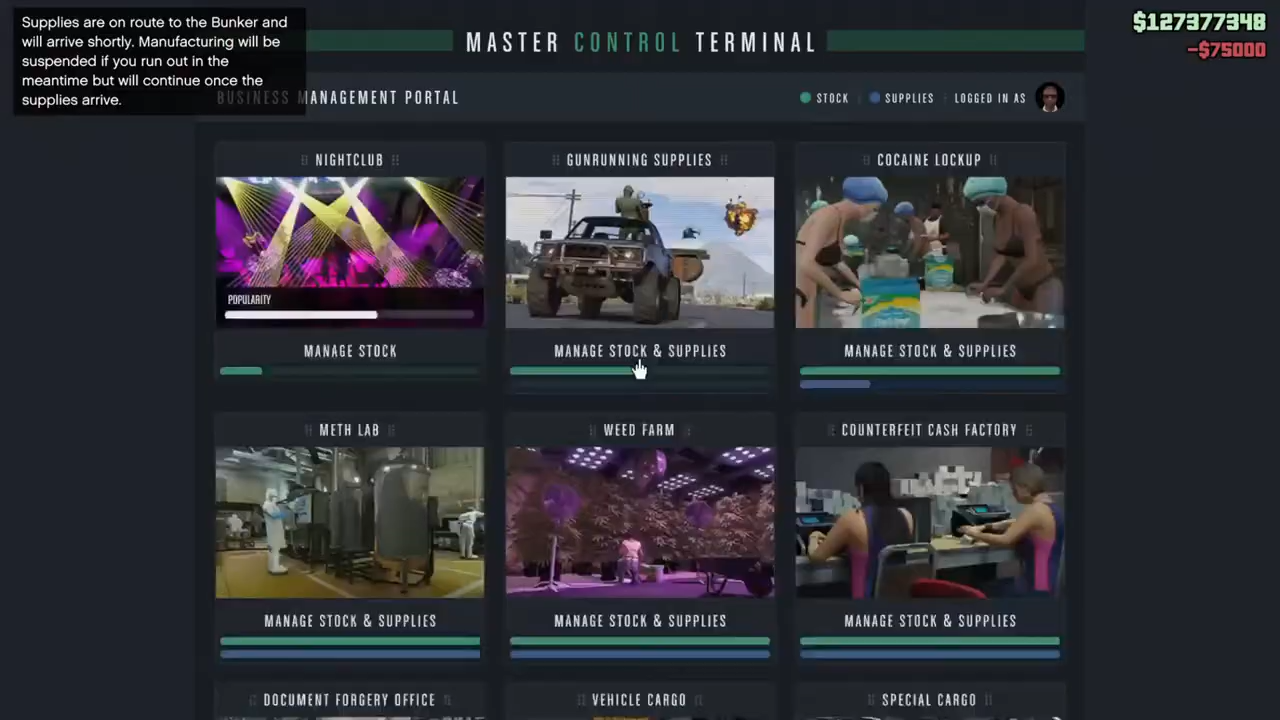 Supplies are on route to the Bunker and
will arrive shortly. Manufacturing will be
suspended if you run out in the
meantime but will continue once the
supplies arrive.
$127377348
-$75000
MASTER CONTROL TERMINAL
BUSINESS MANAGEMENT PORTAL
STOCK
SUPPLIES
LOGGED IN AS
NIGHTCLUB
GUNRUNNING SUPPLIES
COCAINE LOCKUP
POPULARITY
MANAGE STOCK
MANAGE STOCK & SUPPLIES
MANAGE STOCK & SUPPLIES
METH LAB
WEED FARM
COUNTERFEIT CASH FACTORY
MANAGE STOCK & SUPPLIES
MANAGE STOCK & SUPPLIES
MANAGE STOCK & SUPPLIES
DOCUMENT FORGERY OFFICE
VEHICLE CARGO
SPECIAL CARGO